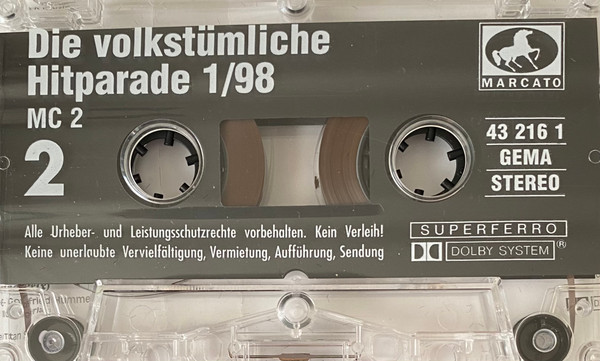 Die volkstümliche
Hitparade 1/98
MC 2
2
MARCATO
43 216 1
GEMA
STEREO
Alle Urheber- und Leistungsschutzrechte vorbehalten. Kein Verleih!
Keine unerlaubte Vervielfältigung, Vermietung, Aufführung, Sendung
SUPERFERRO
DOLBY SYSTEM ®